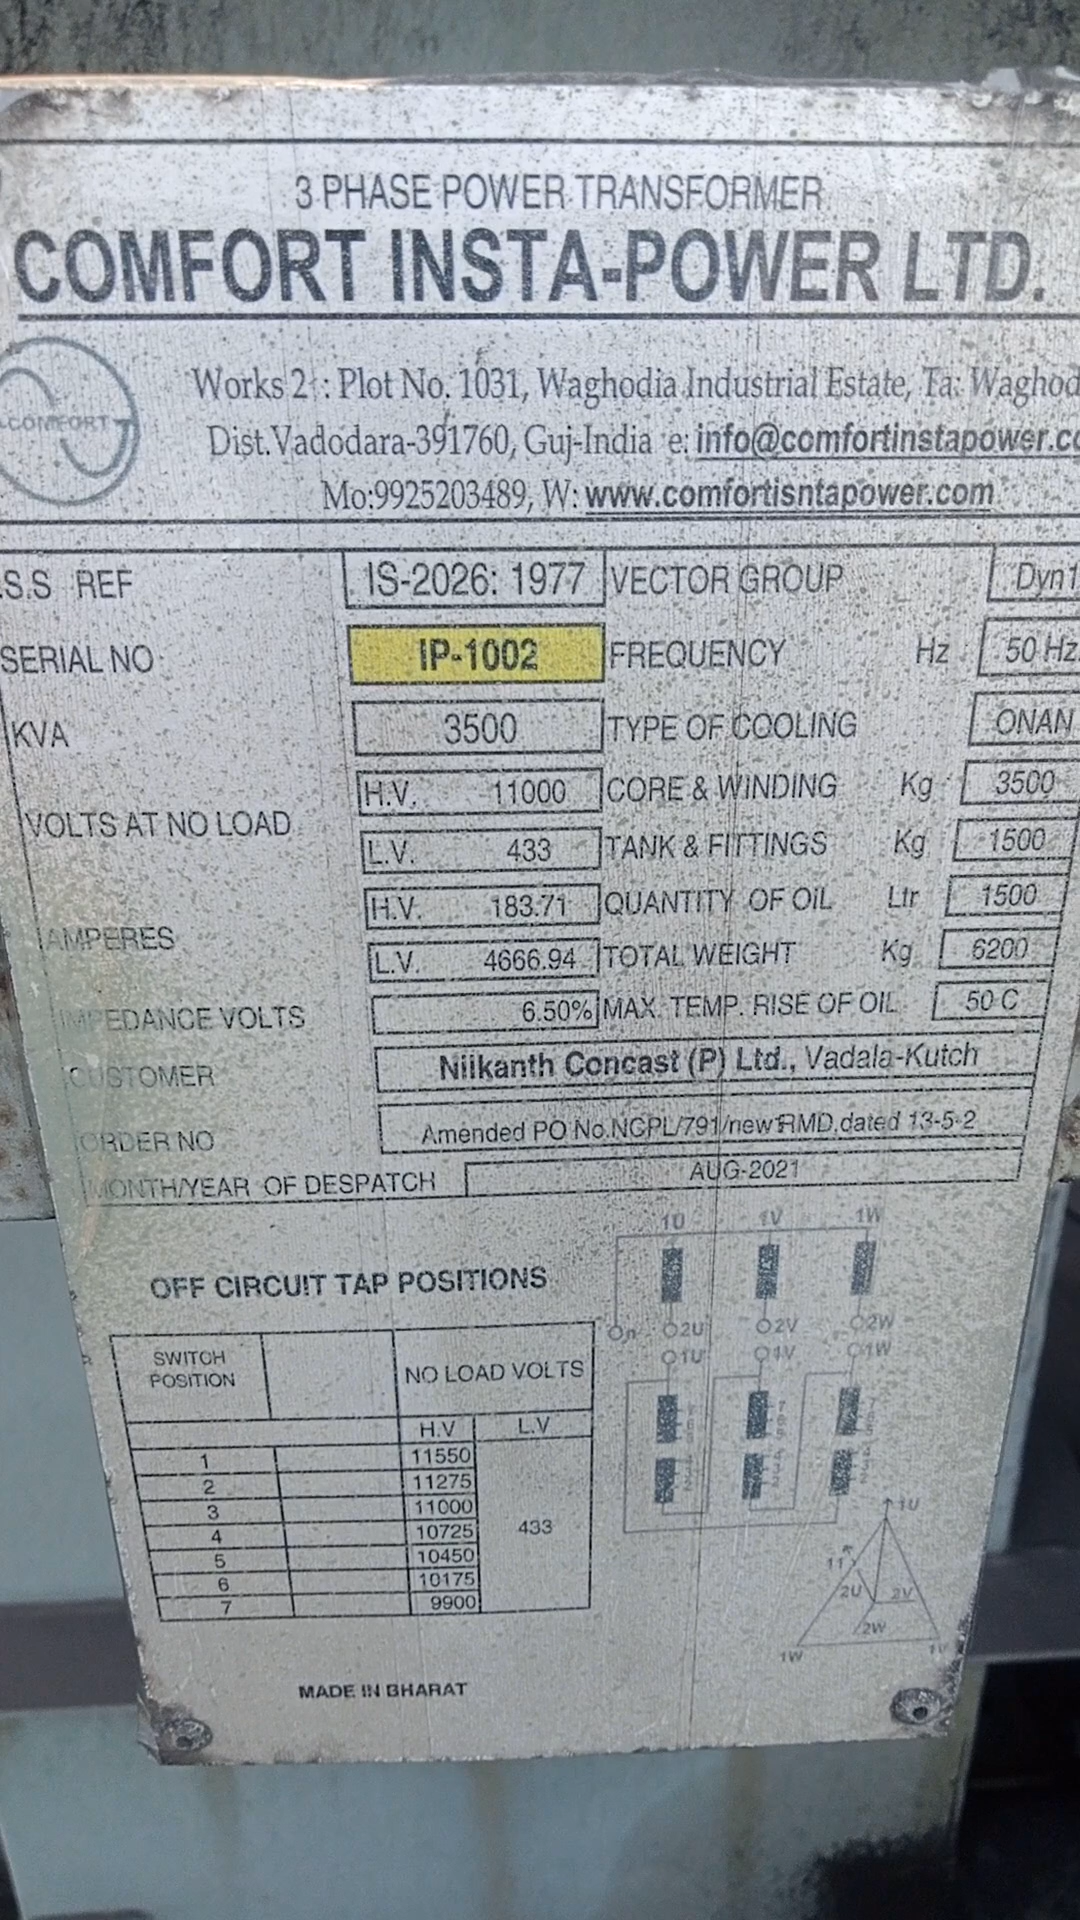 3 PHASE POWER TRANSFORMER
COMFORT INSTA-POWER LTD.
COMFORT
Works 2 : Plot No. 1031, Waghodia Industrial Estate, Ta: Waghod
Dist.Vadodara-391760, Guj-India e: info@comfortinstapower.co
Mo:9925203489, W: www.comfortisntapower.com
.S.S REF IS-2026: 1977 VECTOR GROUP Dyn1
SERIAL NO IP-1002 FREQUENCY Hz 50 Hz
KVA 3500 TYPE OF COOLING ONAN
VOLTS AT NO LOAD H.V. 11000 CORE & WINDING Kg 3500
L.V. 433 TANK & FITTINGS Kg 1500
AMPERES H.V. 183.71 QUANTITY OF OIL Ltr 1500
L.V. 4666.94 TOTAL WEIGHT Kg 6200
IMPEDANCE VOLTS 6.50% MAX. TEMP. RISE OF OIL 50 C
CUSTOMER Nilkanth Concast (P) Ltd., Vadala-Kutch
ORDER NO Amended PO No.NCPL/791/new RMD,dated 13-5-2
MONTH/YEAR OF DESPATCH AUG-2021
1U 1V 1W
n 2U 2V 2W
1U 1V 1W
OFF CIRCUIT TAP POSITIONS
SWITCH POSITION NO LOAD VOLTS
H.V L.V
1 11550
2 11275
3 11000
4 10725 433
5 10450
6 10175
7 9900
1U
11
2U 2V
2W
1W 1V
MADE IN BHARAT